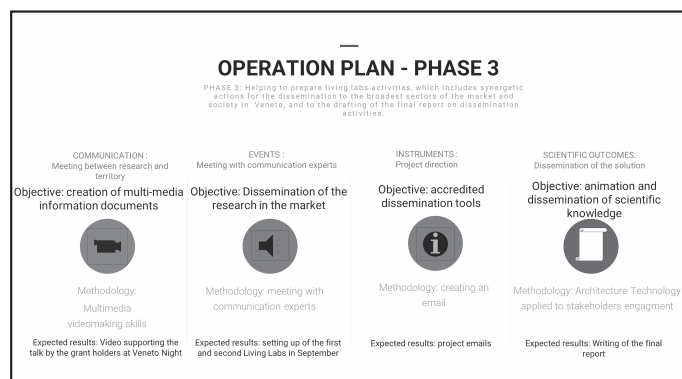 OPERATION PLAN - PHASE 3
PHASE 3: Helping to prepare living labs activities, which includes synergetic
actions for the dissemination to the broadest sectors of the market and
society in Veneto, and to the drafting of the final report on dissemination
activities.
COMMUNICATION :
Meeting between research and
territory
Objective: creation of multi-media
information documents
Methodology:
Multimedia
videomaking skills
Expected results: Video supporting the
talk by the grant holders at Veneto Night
EVENTS :
Meeting with communication experts
Objective: Dissemination of the
research in the market
Methodology: meeting with
communication experts
Expected results: setting up of the first
and second Living Labs in September
INSTRUMENTS :
Project direction
Objective: accredited
dissemination tools
Methodology: creating an
email
Expected results: project emails
SCIENTIFIC OUTCOMES:
Dissemination of the solution
Objective: animation and
dissemination of scientific
knowledge
Methodology: Architecture Technology
applied to stakeholders engagment
Expected results: Writing of the final
report